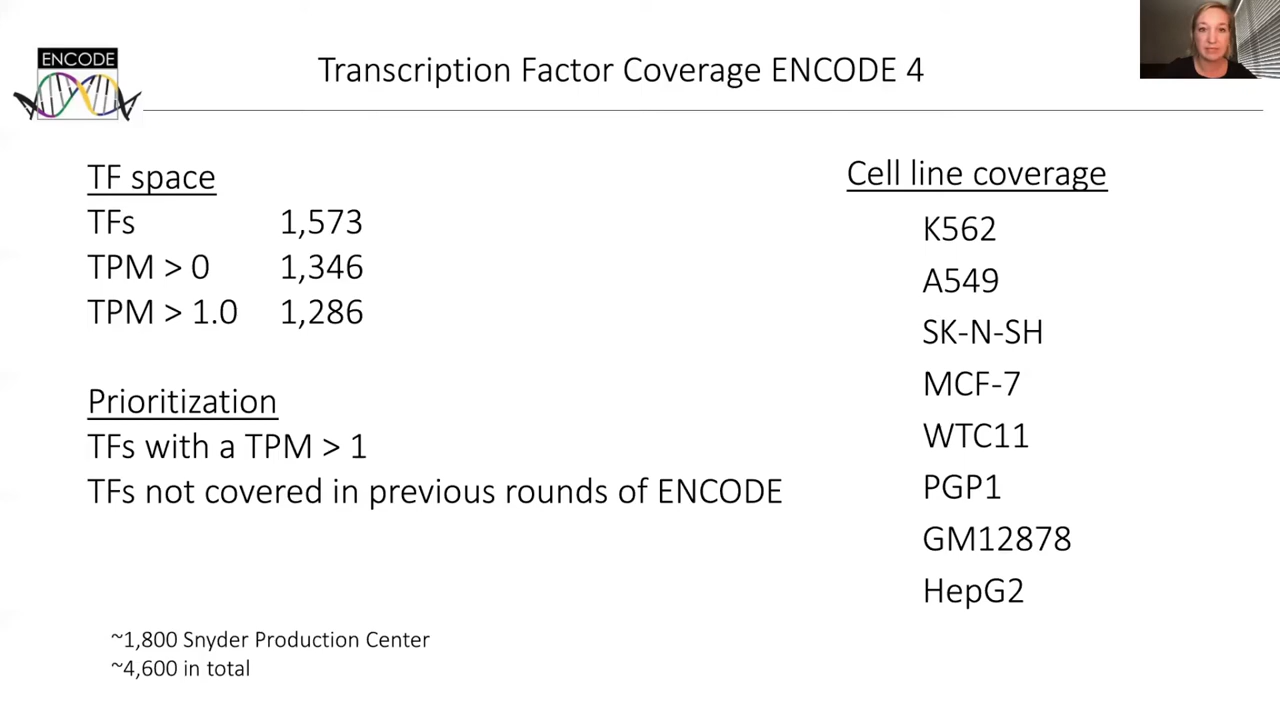 ENCODE
Transcription Factor Coverage ENCODE 4
TF space
TFs 1,573
TPM > 0 1,346
TPM > 1.0 1,286
Prioritization
TFs with a TPM > 1
TFs not covered in previous rounds of ENCODE
~1,800 Snyder Production Center
~4,600 in total
Cell line coverage
K562
A549
SK-N-SH
MCF-7
WTC11
PGP1
GM12878
HepG2